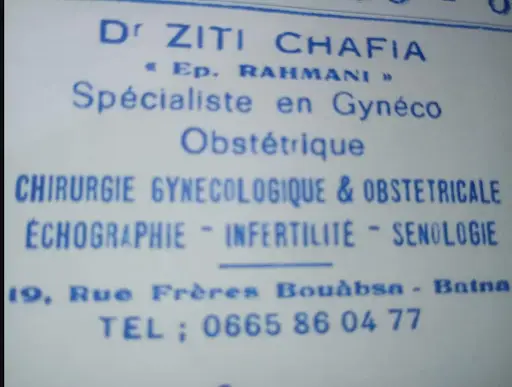 Dr ZITI CHAFIA
« Ep. RAHMANI »
Spécialiste en Gynéco
Obstétrique
CHIRURGIE GYNECOLOGIQUE & OBSTETRICALE
ÉCHOGRAPHIE - INFERTILITÉ - SENOLOGIE
19, Rue Frères Bouàbsa - Batna
TEL ; 0665 86 04 77